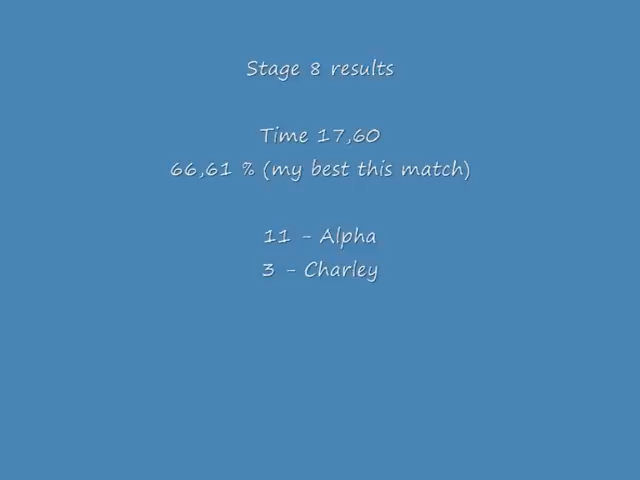 Stage 8 results
Time 17,60
66,61 % (my best this match)
11 - Alpha
3 - Charley